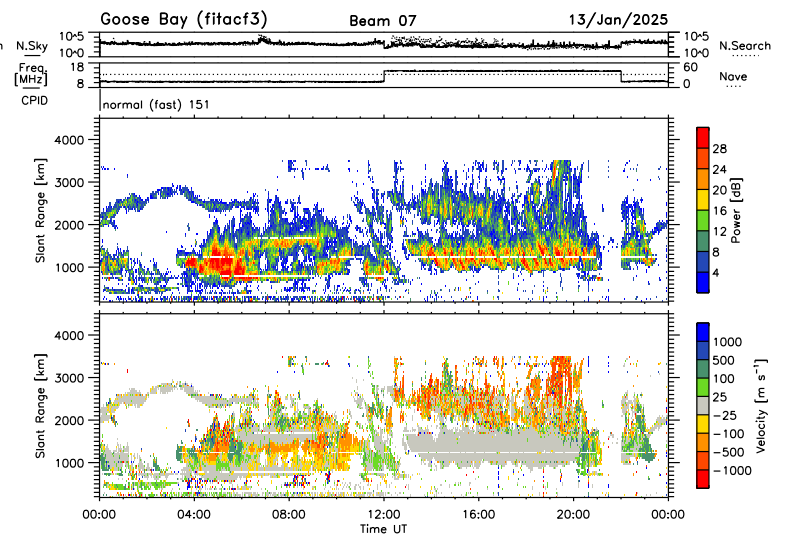 Goose Bay (fitacf3) Beam 07 13/Jan/2025
N.Sky 10^5 10^0 10^5 10^0 N.Search
Freq. [MHz] 18 8 60 0 Nave
CPID normal (fast) 151
Slant Range [km] 4000 3000 2000 1000
28 24 20 16 12 8 4 Power [dB]
Slant Range [km] 4000 3000 2000 1000
1000 500 100 25 -25 -100 -500 -1000 Velocity [m s⁻¹]
00:00 04:00 08:00 12:00 16:00 20:00 00:00
Time UT